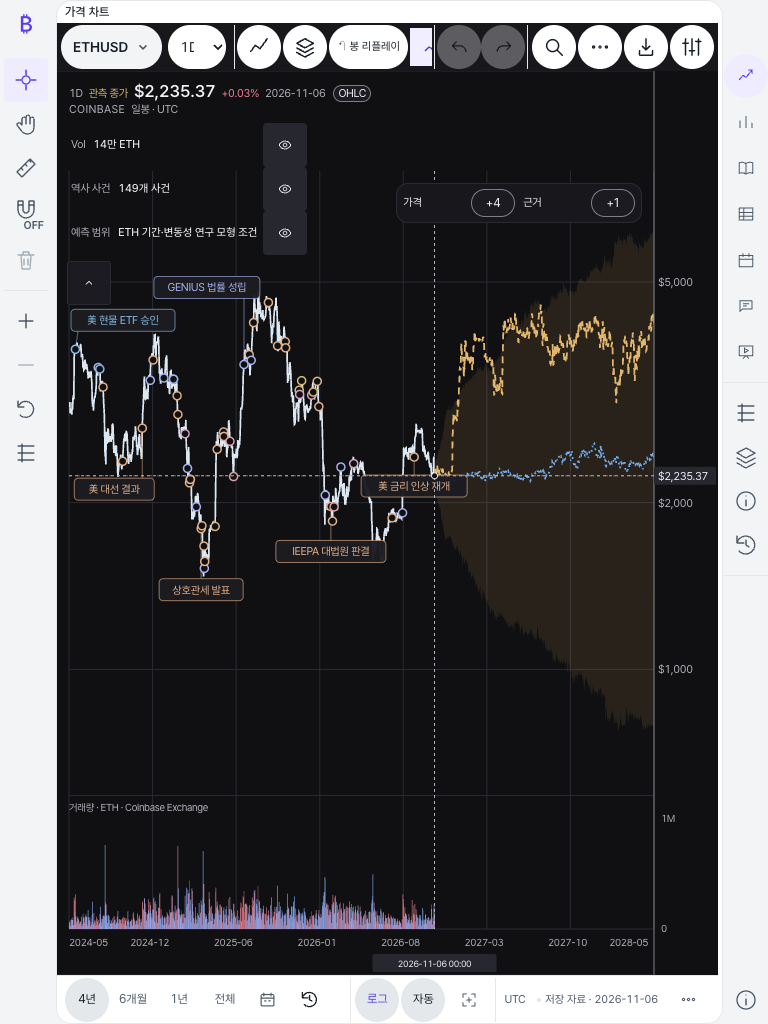 가격 차트
ETHUSD
봉 리플레이
1D 관측 종가 $2,235.37 +0.03% 2026-11-06 OHLC
COINBASE 일봉 · UTC
Vol 14만 ETH
역사 사건 149개 사건
가격 +4 근거 +1
예측 범위 ETH 기간·변동성 연구 모형 조건
OFF
GENIUS 법률 성립
$5,000
美 현물 ETF 승인
$2,235.37
美 대선 결과
美 금리 인상 재개
$2,000
IEEPA 대법원 판결
상호관세 발표
$1,000
거래량 · ETH · Coinbase Exchange
1M
0
2024-05 2024-12 2025-06 2026-01 2026-08 2027-03 2027-10 2028-05
2026-11-06 00:00
4년 6개월 1년 전체 로그 자동 UTC 저장 자료 · 2026-11-06